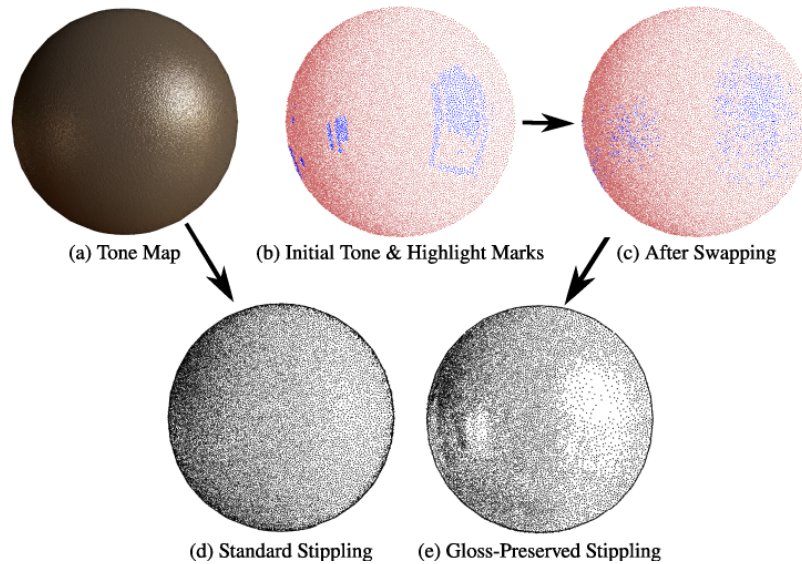 (a) Tone Map
(b) Initial Tone & Highlight Marks
(c) After Swapping
(d) Standard Stippling
(e) Gloss-Preserved Stippling